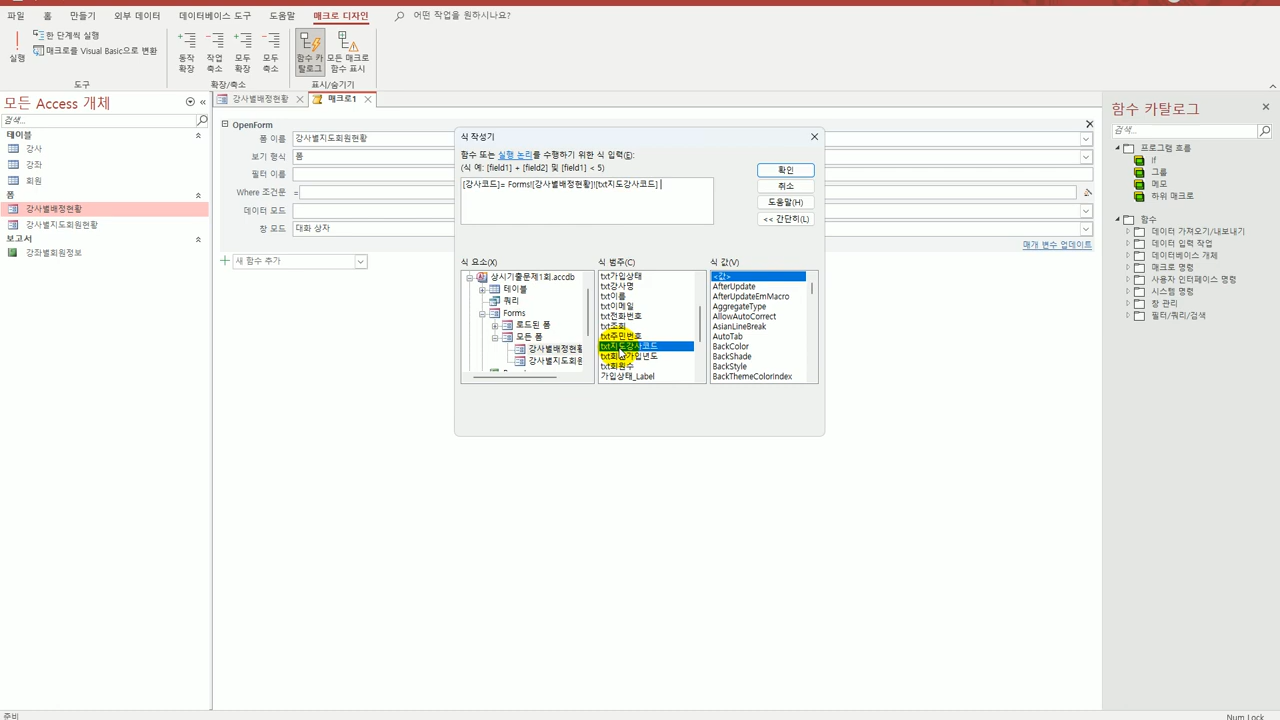 파일 홈 만들기 외부 데이터 데이터베이스 도구 도움말 매크로 디자인 어떤 작업을 원하시나요?
실행
한 단계씩 실행
매크로를 Visual Basic으로 변환
동작 확장
작업 축소
모두 확장
모두 축소
함수 카탈로그
모든 매크로 함수 표시
도구 확장/축소 표시/숨기기
모든 Access 개체 «
검색...
테이블
강사
강좌
회원
폼
강사별배정현황
강사별지도회원현황
보고서
강좌별회원정보
강사별배정현황 매크로1
OpenForm
폼 이름 강사별지도회원현황
보기 형식 폼
필터 이름
Where 조건문 =
데이터 모드
창 모드 대화 상자
매개 변수 업데이트
새 함수 추가
식 작성기
함수 또는 실행 논리를 수행하기 위한 식 입력(E):
(식 예: [field1] + [field2] 및 [field1] < 5)
[강사코드]= Forms![강사별배정현황]![txt지도강사코드]
확인
취소
도움말(H)
<< 간단히(L)
식 요소(X)
상시기출문제1회.accdb
테이블
쿼리
Forms
로드된 폼
모든 폼
강사별배정현황
강사별지도회원
식 범주(C)
txt가입상태
txt강사명
txt이름
txt이메일
txt전화번호
txt조회
txt주민번호
txt지도강사코드
txt회원가입년도
txt회원수
가입상태_Label
식 값(V)
<값>
AfterUpdate
AfterUpdateEmMacro
AggregateType
AllowAutoCorrect
AsianLineBreak
AutoTab
BackColor
BackShade
BackStyle
BackThemeColorIndex
함수 카탈로그
검색...
프로그램 흐름
If
그룹
메모
하위 매크로
함수
데이터 가져오기/내보내기
데이터 입력 작업
데이터베이스 개체
매크로 명령
사용자 인터페이스 명령
시스템 명령
창 관리
필터/쿼리/검색
준비 Num Lock